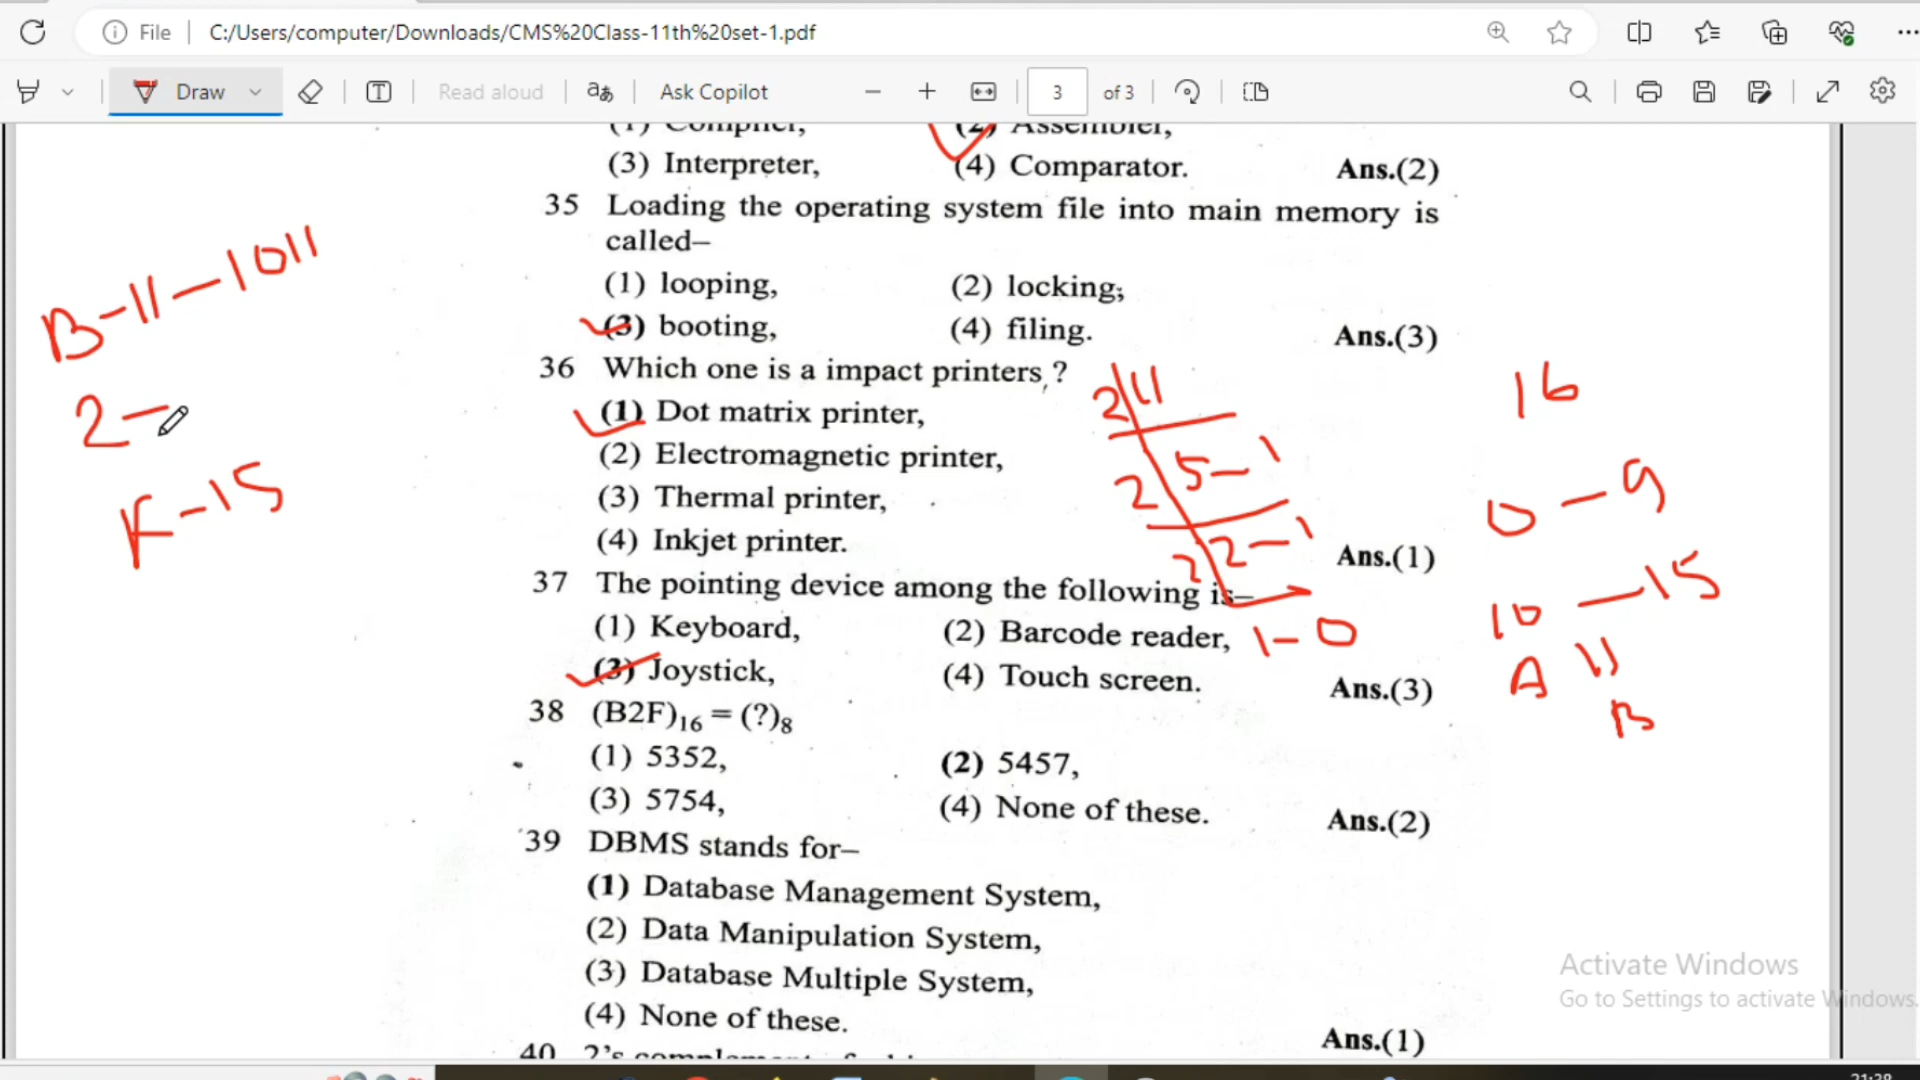 File C:/Users/computer/Downloads/CMS%20Class-11th%20set-1.pdf
Draw Read aloud Ask Copilot 3 of 3
(3) Interpreter, (4) Comparator. Ans.(2)
35 Loading the operating system file into main memory is
called–
(1) looping, (2) locking;
(3) booting, (4) filing. Ans.(3)
36 Which one is a impact printers ?
(1) Dot matrix printer,
(2) Electromagnetic printer,
(3) Thermal printer,
(4) Inkjet printer. Ans.(1)
37 The pointing device among the following is–
(1) Keyboard, (2) Barcode reader,
(3) Joystick, (4) Touch screen. Ans.(3)
38 (B2F)16 = (?)8
(1) 5352, (2) 5457,
(3) 5754, (4) None of these. Ans.(2)
39 DBMS stands for–
(1) Database Management System,
(2) Data Manipulation System,
(3) Database Multiple System,
(4) None of these. Ans.(1)
40
B-11-1011
2-
F-15
2 11
2 5-1
2 2-1
1-0
16
0-9
10-15
A 11
B
Activate Windows
Go to Settings to activate Windows.